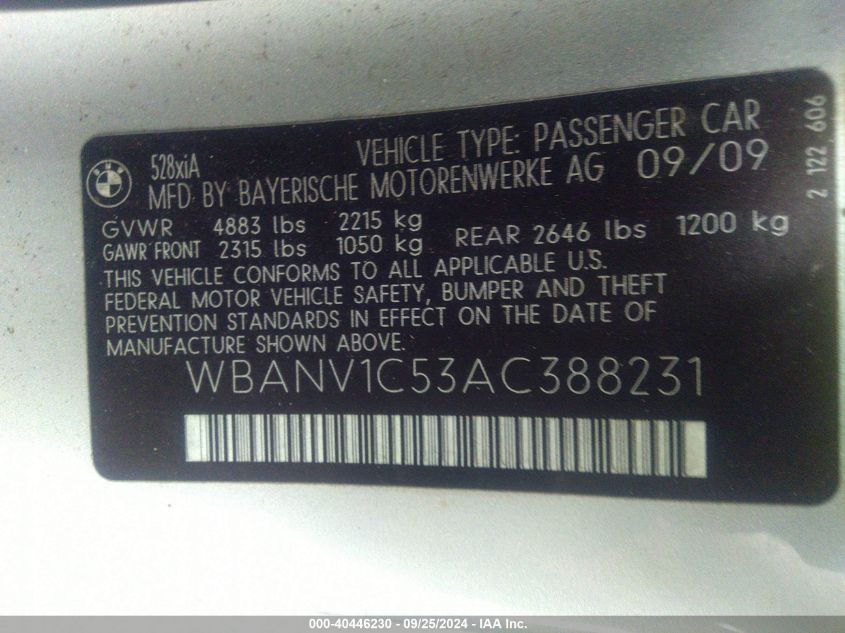 528xiA VEHICLE TYPE: PASSENGER CAR
MFD BY BAYERISCHE MOTORENWERKE AG 09/09
GVWR 4883 lbs 2215 kg
GAWR FRONT 2315 lbs 1050 kg REAR 2646 lbs 1200 kg
THIS VEHICLE CONFORMS TO ALL APPLICABLE U.S.
FEDERAL MOTOR VEHICLE SAFETY, BUMPER AND THEFT
PREVENTION STANDARDS IN EFFECT ON THE DATE OF
MANUFACTURE SHOWN ABOVE.
WBANV1C53AC388231
2 122 606
000-40446230 - 09/25/2024 - IAA Inc.